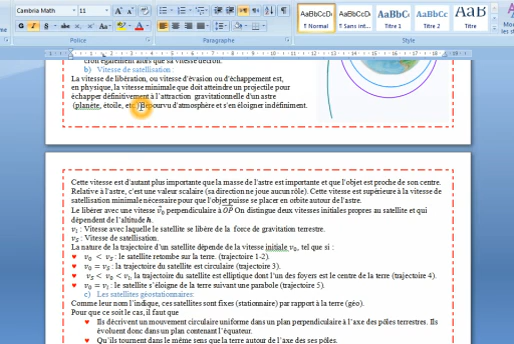 Cambria Math
11
A A
Police
Paragraphe
Style
AaBbCcDc
AaBbCcDc
AaBbC
AaBbCc
AaB
¶ Normal
¶ Sans int...
Titre 1
Titre 2
Titre
b) Vitesse de satellisation :
La vitesse de libération, ou vitesse d'évasion ou d'échappement est,
en physique, la vitesse minimale que doit atteindre un projectile pour
échapper définitivement à l'attraction gravitationnelle d'un astre
(planète, étoile, etc.) dépourvu d'atmosphère et s'en éloigner indéfiniment.
Cette vitesse est d'autant plus importante que la masse de l'astre est importante et que l'objet est proche de son centre.
Relative à l'astre, c'est une valeur scalaire (sa direction ne joue aucun rôle). Cette vitesse est supérieure à la vitesse de
satellisation minimale nécessaire pour que l'objet puisse se placer en orbite autour de l'astre.
Le libérer avec une vitesse v⃗₀ perpendiculaire à OP⃗ On distingue deux vitesses initiales propres au satellite et qui
dépendent de l'altitude h.
v₁ : Vitesse avec laquelle le satellite se libère de la force de gravitation terrestre.
vₛ : Vitesse de satellisation.
La nature de la trajectoire d'un satellite dépende de la vitesse initiale v₀, tel que si :
♥ v₀ < vₛ : le satellite retombe sur la terre. (trajectoire 1-2).
♥ v₀ = vₛ : la trajectoire du satellite est circulaire (trajectoire 3).
♥ vₛ < v₀ < v₁ la trajectoire du satellite est elliptique dont l'un des foyers est le centre de la terre (trajectoire 4).
♥ v₀ = v₁ : le satellite s'éloigne de la terre suivant une parabole (trajectoire 5).
c) Les satellites géostationnaires:
Comme leur nom l'indique, ces satellites sont fixes (stationnaire) par rapport à la terre (géo).
Pour que ce soit le cas, il faut que
♥ Ils décrivent un mouvement circulaire uniforme dans un plan perpendiculaire à l'axe des pôles terrestres. Ils
évoluent donc dans un plan contenant l'équateur.
♥ Qu'ils tournent dans le même sens que la terre autour de l'axe des ses pôles.